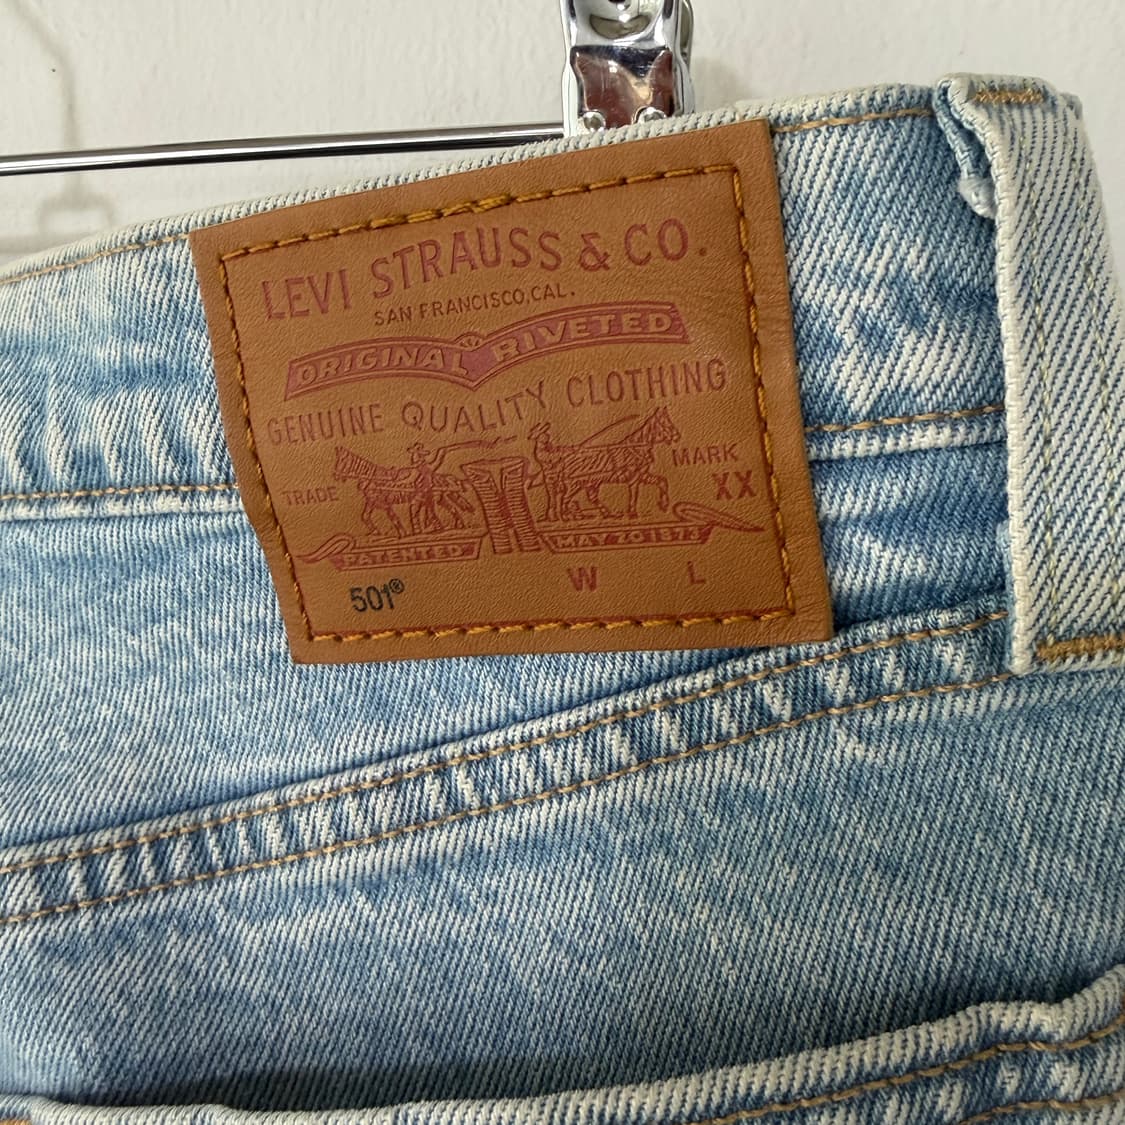 LEVI STRAUSS & CO.
SAN FRANCISCO, CAL.
ORIGINAL RIVETED
GENUINE QUALITY CLOTHING
TRADE MARK
XX
PATENTED MAY 20 1873
501® W L